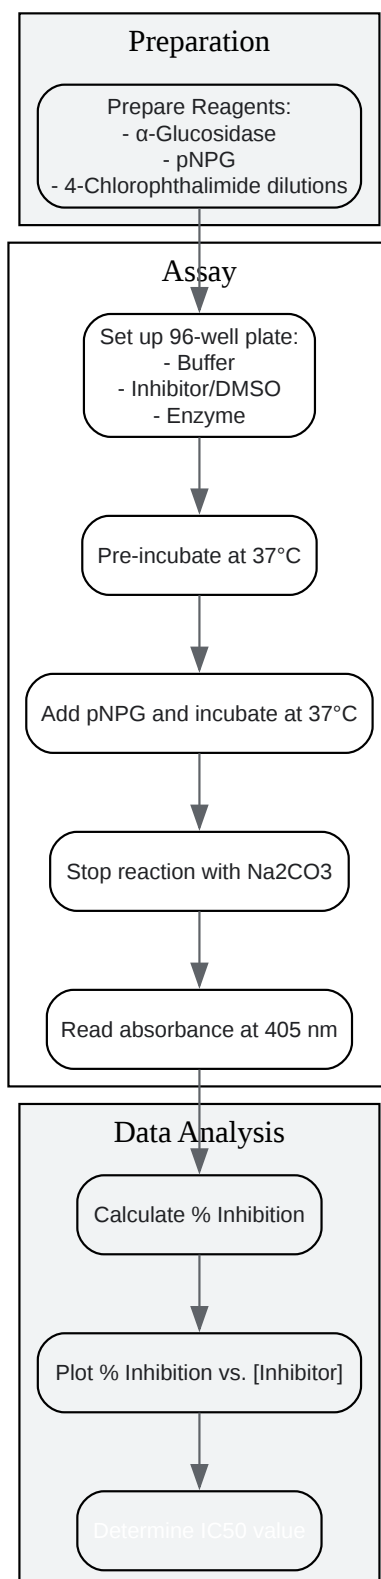 Preparation
Prepare Reagents:
- α-Glucosidase
- pNPG
- 4-Chlorophthalimide dilutions
Assay
Set up 96-well plate:
- Buffer
- Inhibitor/DMSO
- Enzyme
Pre-incubate at 37°C
Add pNPG and incubate at 37°C
Stop reaction with Na2CO3
Read absorbance at 405 nm
Data Analysis
Calculate % Inhibition
Plot % Inhibition vs. [Inhibitor]
Determine IC50 value